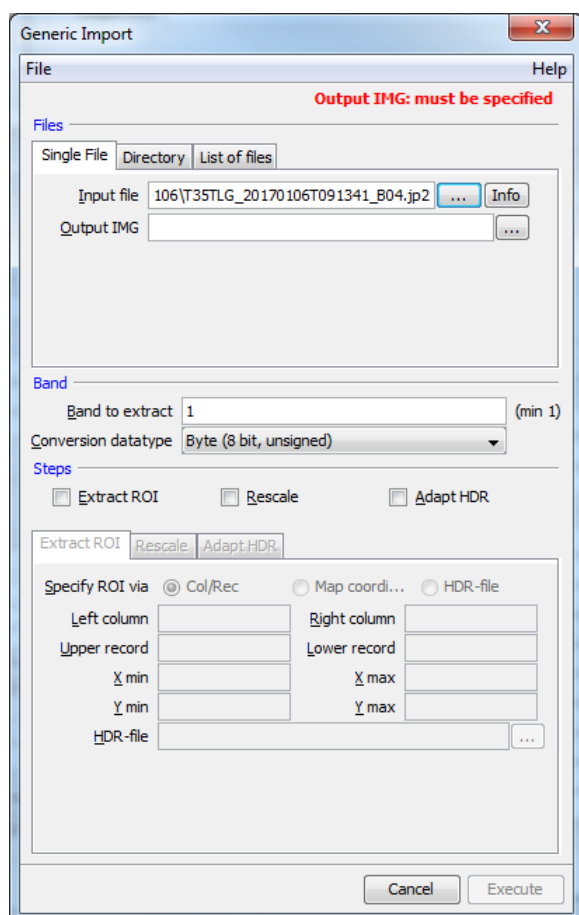 Generic Import
File Help
Output IMG: must be specified
Files
Single File Directory List of files
Input file 106\T35TLG_20170106T091341_B04.jp2 ... Info
Output IMG ...
Band
Band to extract 1 (min 1)
Conversion datatype Byte (8 bit, unsigned)
Steps
Extract ROI Rescale Adapt HDR
Extract ROI Rescale Adapt HDR
Specify ROI via Col/Rec Map coordi... HDR-file
Left column Right column
Upper record Lower record
X min X max
Y min Y max
HDR-file ...
Cancel Execute